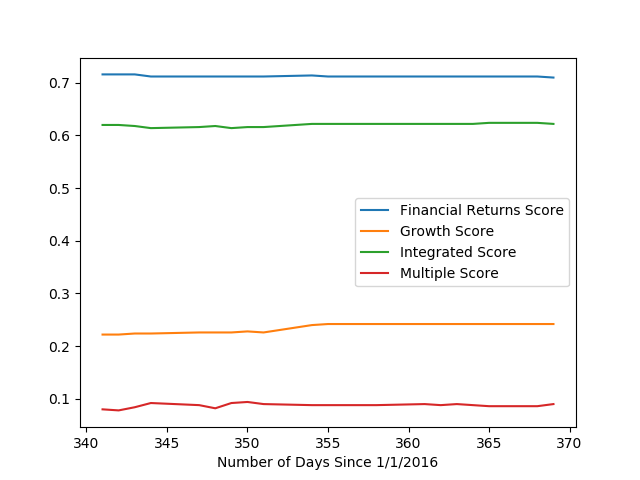 0.7
0.6
0.5
0.4
0.3
0.2
0.1
Financial Returns Score
Growth Score
Integrated Score
Multiple Score
340 345 350 355 360 365 370
Number of Days Since 1/1/2016